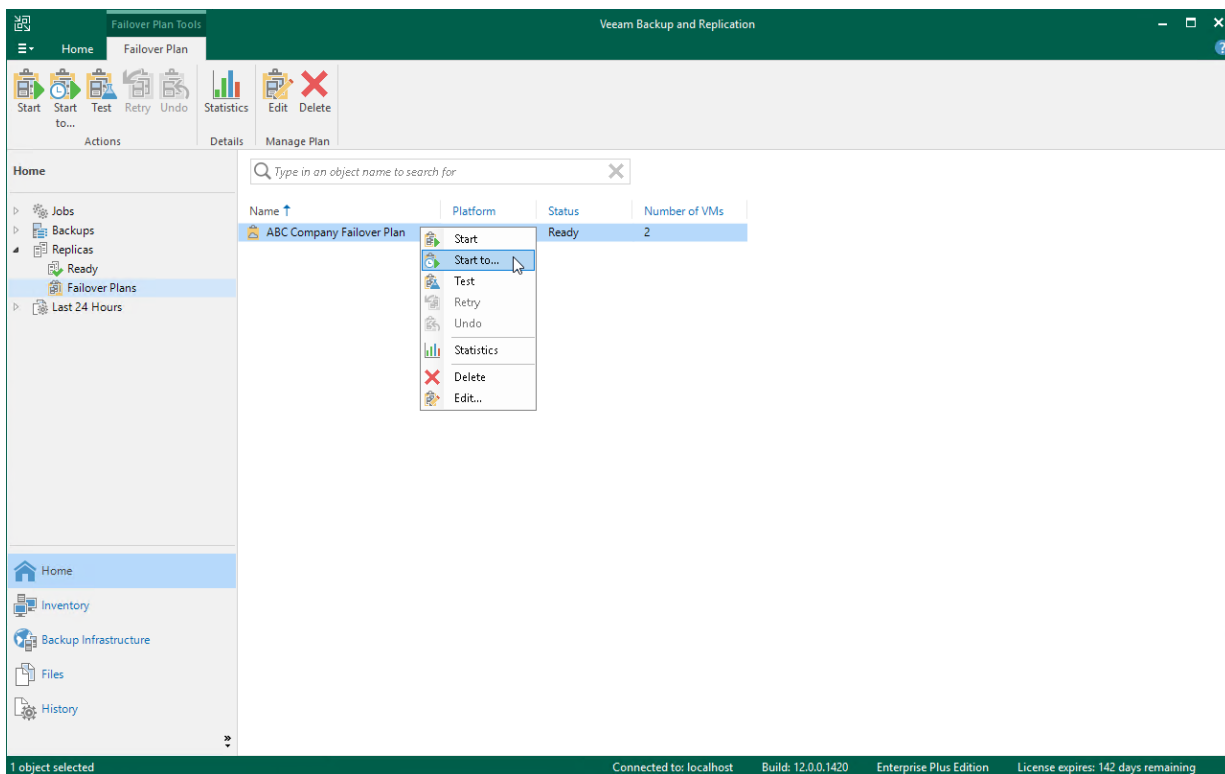 Failover Plan Tools
Veeam Backup and Replication
Home Failover Plan
Start Start to... Test Retry Undo Statistics Edit Delete
Actions Details Manage Plan
Home
Type in an object name to search for
Jobs
Backups
Replicas
Ready
Failover Plans
Last 24 Hours
Name Platform Status Number of VMs
ABC Company Failover Plan Ready 2
Start
Start to...
Test
Retry
Undo
Statistics
Delete
Edit...
Home
Inventory
Backup Infrastructure
Files
History
1 object selected Connected to: localhost Build: 12.0.0.1420 Enterprise Plus Edition License expires: 142 days remaining